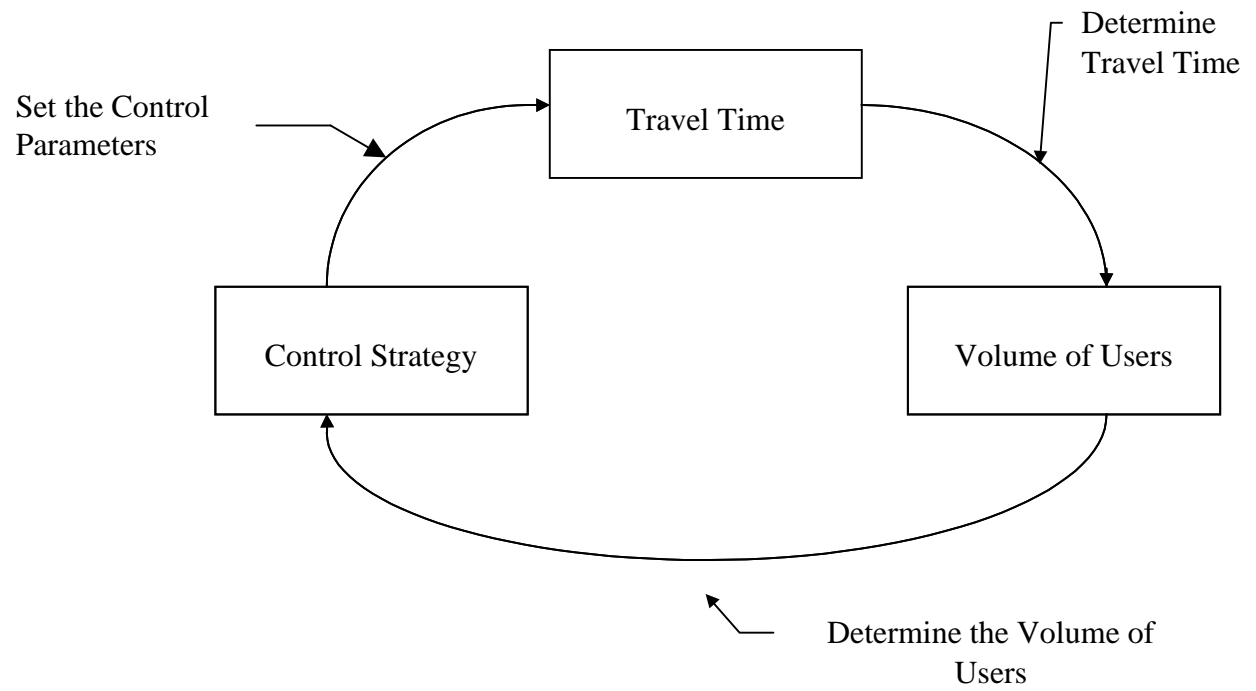 Determine
Travel Time
Set the Control
Parameters
Travel Time
Control Strategy
Volume of Users
Determine the Volume of
Users